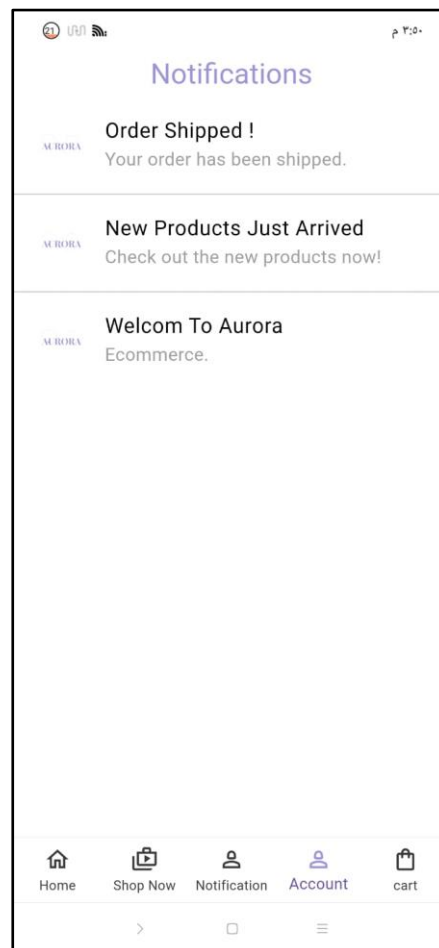 21
٣:٥٠ م
Notifications
AURORA
Order Shipped !
Your order has been shipped.
AURORA
New Products Just Arrived
Check out the new products now!
AURORA
Welcom To Aurora
Ecommerce.
Home
Shop Now
Notification
Account
cart